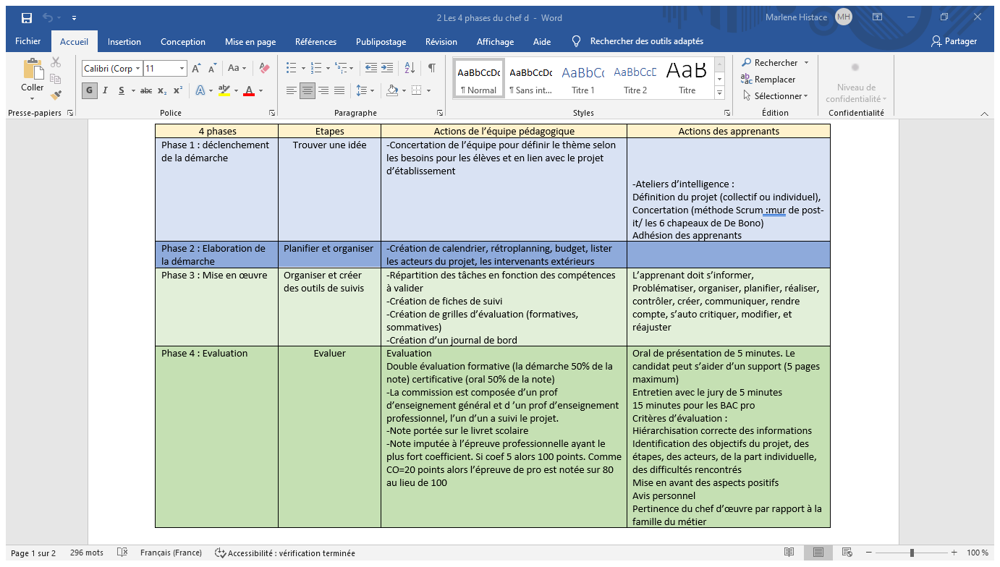 2 Les 4 phases du chef d - Word
Marlene Histace
MH
Fichier
Accueil
Insertion
Conception
Mise en page
Références
Publipostage
Révision
Affichage
Aide
Rechercher des outils adaptés
Partager
Coller
Calibri (Corp
11
Aa
G I S abc x₂ x²
AaBbCcDc
¶ Normal
AaBbCcDc
¶ Sans int...
AaBbCc
Titre 1
AaBbCcD
Titre 2
AaB
Titre
Rechercher
Remplacer
Sélectionner
Niveau de
confidentialité
Presse-papiers
Police
Paragraphe
Styles
Édition
Confidentialité
4 phases
Etapes
Actions de l’équipe pédagogique
Actions des apprenants
Phase 1 : déclenchement
de la démarche
Trouver une idée
-Concertation de l’équipe pour définir le thème selon
les besoins pour les élèves et en lien avec le projet
d’établissement
-Ateliers d’intelligence :
Définition du projet (collectif ou individuel),
Concertation (méthode Scrum :mur de post-
it/ les 6 chapeaux de De Bono)
Adhésion des apprenants
Phase 2 : Elaboration de
la démarche
Planifier et organiser
-Création de calendrier, rétroplanning, budget, lister
les acteurs du projet, les intervenants extérieurs
Phase 3 : Mise en œuvre
Organiser et créer
des outils de suivis
-Répartition des tâches en fonction des compétences
à valider
-Création de fiches de suivi
-Création de grilles d’évaluation (formatives,
sommatives)
-Création d’un journal de bord
L’apprenant doit s’informer,
Problématiser, organiser, planifier, réaliser,
contrôler, créer, communiquer, rendre
compte, s’auto critiquer, modifier, et
réajuster
Phase 4 : Evaluation
Evaluer
Evaluation
Double évaluation formative (la démarche 50% de la
note) certificative (oral 50% de la note)
-La commission est composée d’un prof
d’enseignement général et d ’un prof d’enseignement
professionnel, l’un d’un a suivi le projet.
-Note portée sur le livret scolaire
-Note imputée à l’épreuve professionnelle ayant le
plus fort coefficient. Si coef 5 alors 100 points. Comme
CO=20 points alors l’épreuve de pro est notée sur 80
au lieu de 100
Oral de présentation de 5 minutes. Le
candidat peut s’aider d’un support (5 pages
maximum)
Entretien avec le jury de 5 minutes
15 minutes pour les BAC pro
Critères d’évaluation :
Hiérarchisation correcte des informations
Identification des objectifs du projet, des
étapes, des acteurs, de la part individuelle,
des difficultés rencontrés
Mise en avant des aspects positifs
Avis personnel
Pertinence du chef d’œuvre par rapport à la
famille du métier
Page 1 sur 2
296 mots
Français (France)
Accessibilité : vérification terminée
100 %